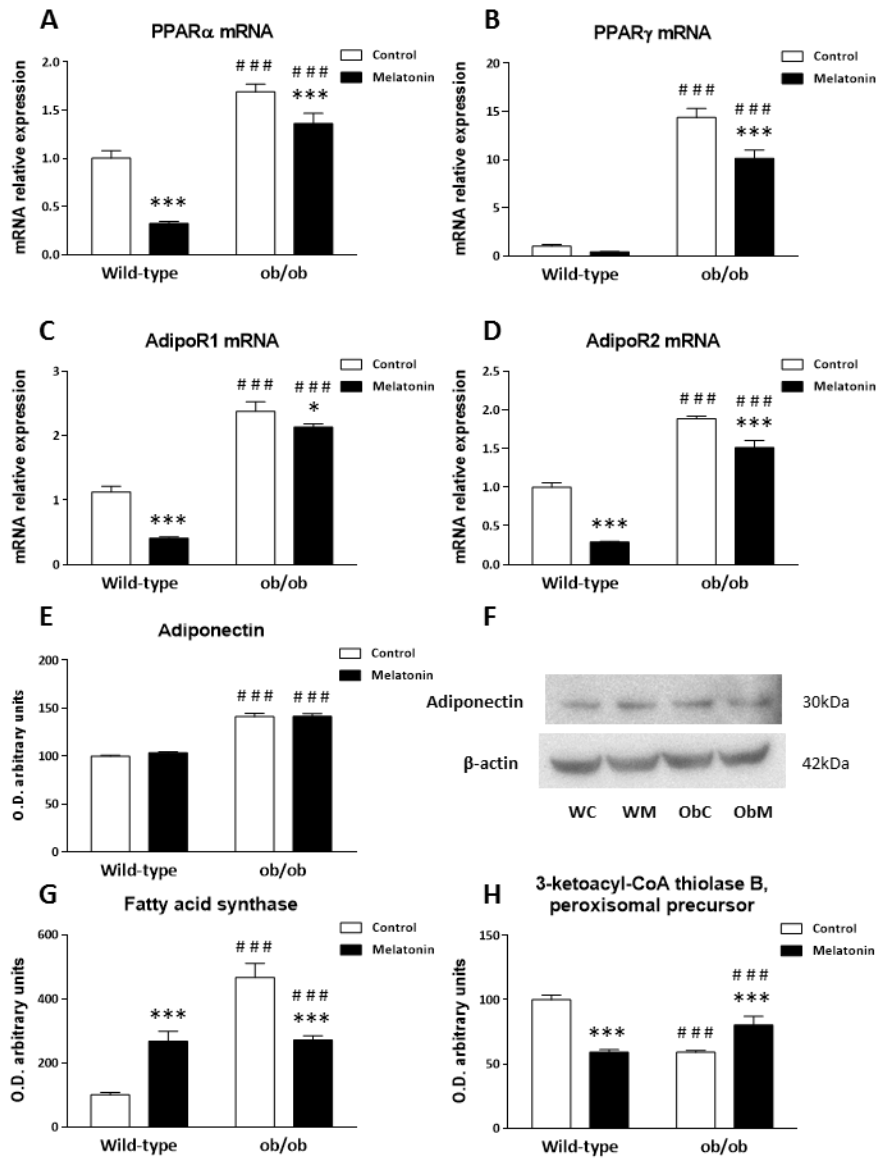 A
PPARα mRNA
mRNA relative expression
2.0
1.5
1.0
0.5
0.0
***
###
###
***
Wild-type ob/ob
Control
Melatonin
B
PPARγ mRNA
mRNA relative expression
20
15
10
5
0
###
###
***
Wild-type ob/ob
Control
Melatonin
C
AdipoR1 mRNA
mRNA relative expression
3
2
1
0
***
###
###
*
Wild-type ob/ob
Control
Melatonin
D
AdipoR2 mRNA
mRNA relative expression
2.5
2.0
1.5
1.0
0.5
0.0
***
###
###
***
Wild-type ob/ob
Control
Melatonin
E
Adiponectin
O.D. arbitrary units
200
150
100
50
0
###
###
Wild-type ob/ob
Control
Melatonin
F
Adiponectin 30kDa
β-actin 42kDa
WC WM ObC ObM
G
Fatty acid synthase
O.D. arbitrary units
600
400
200
0
***
###
###
***
Wild-type ob/ob
Control
Melatonin
H
3-ketoacyl-CoA thiolase B,
peroxisomal precursor
O.D. arbitrary units
150
100
50
0
***
###
###
***
Wild-type ob/ob
Control
Melatonin